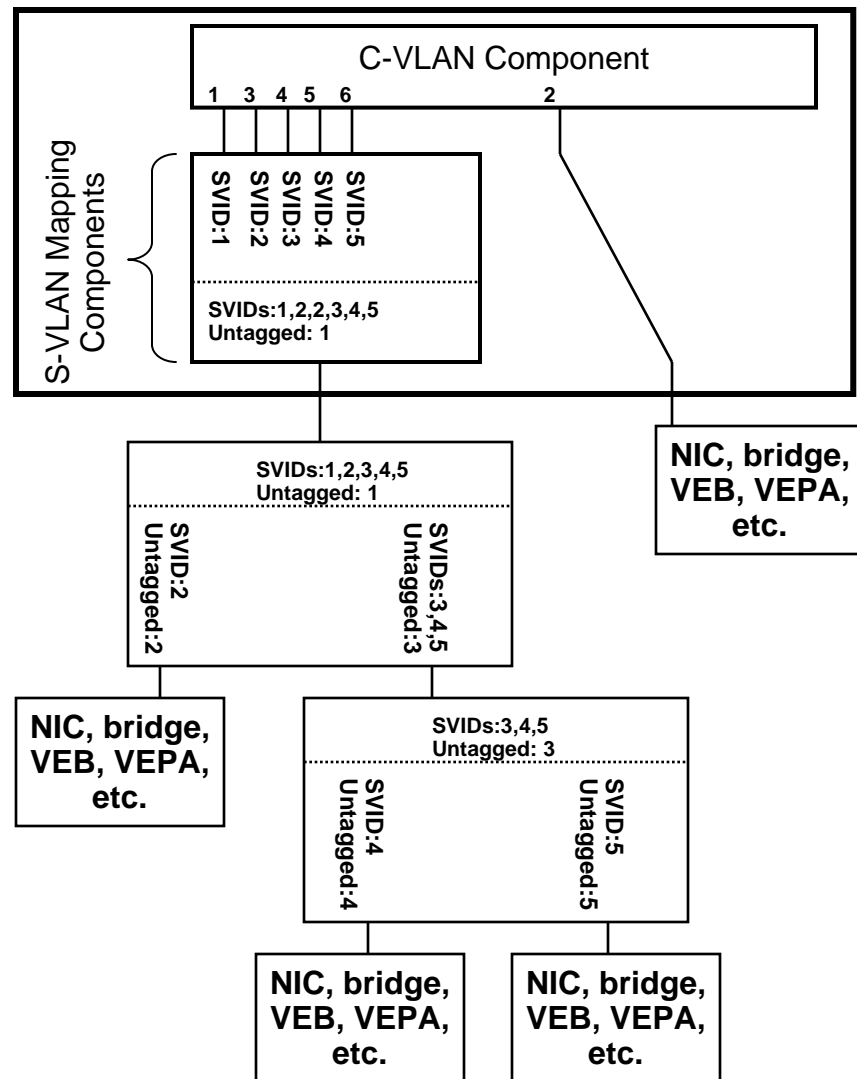 C-VLAN Component
1 3 4 5 6 2
S-VLAN Mapping
Components
SVID:1
SVID:2
SVID:3
SVID:4
SVID:5
SVIDs:1,2,2,3,4,5
Untagged: 1
SVIDs:1,2,3,4,5
Untagged: 1
NIC, bridge,
VEB, VEPA,
etc.
SVID:2
Untagged:2
SVIDs:3,4,5
Untagged:3
NIC, bridge,
VEB, VEPA,
etc.
SVIDs:3,4,5
Untagged: 3
SVID:4
Untagged:4
SVID:5
Untagged:5
NIC, bridge,
VEB, VEPA,
etc.
NIC, bridge,
VEB, VEPA,
etc.